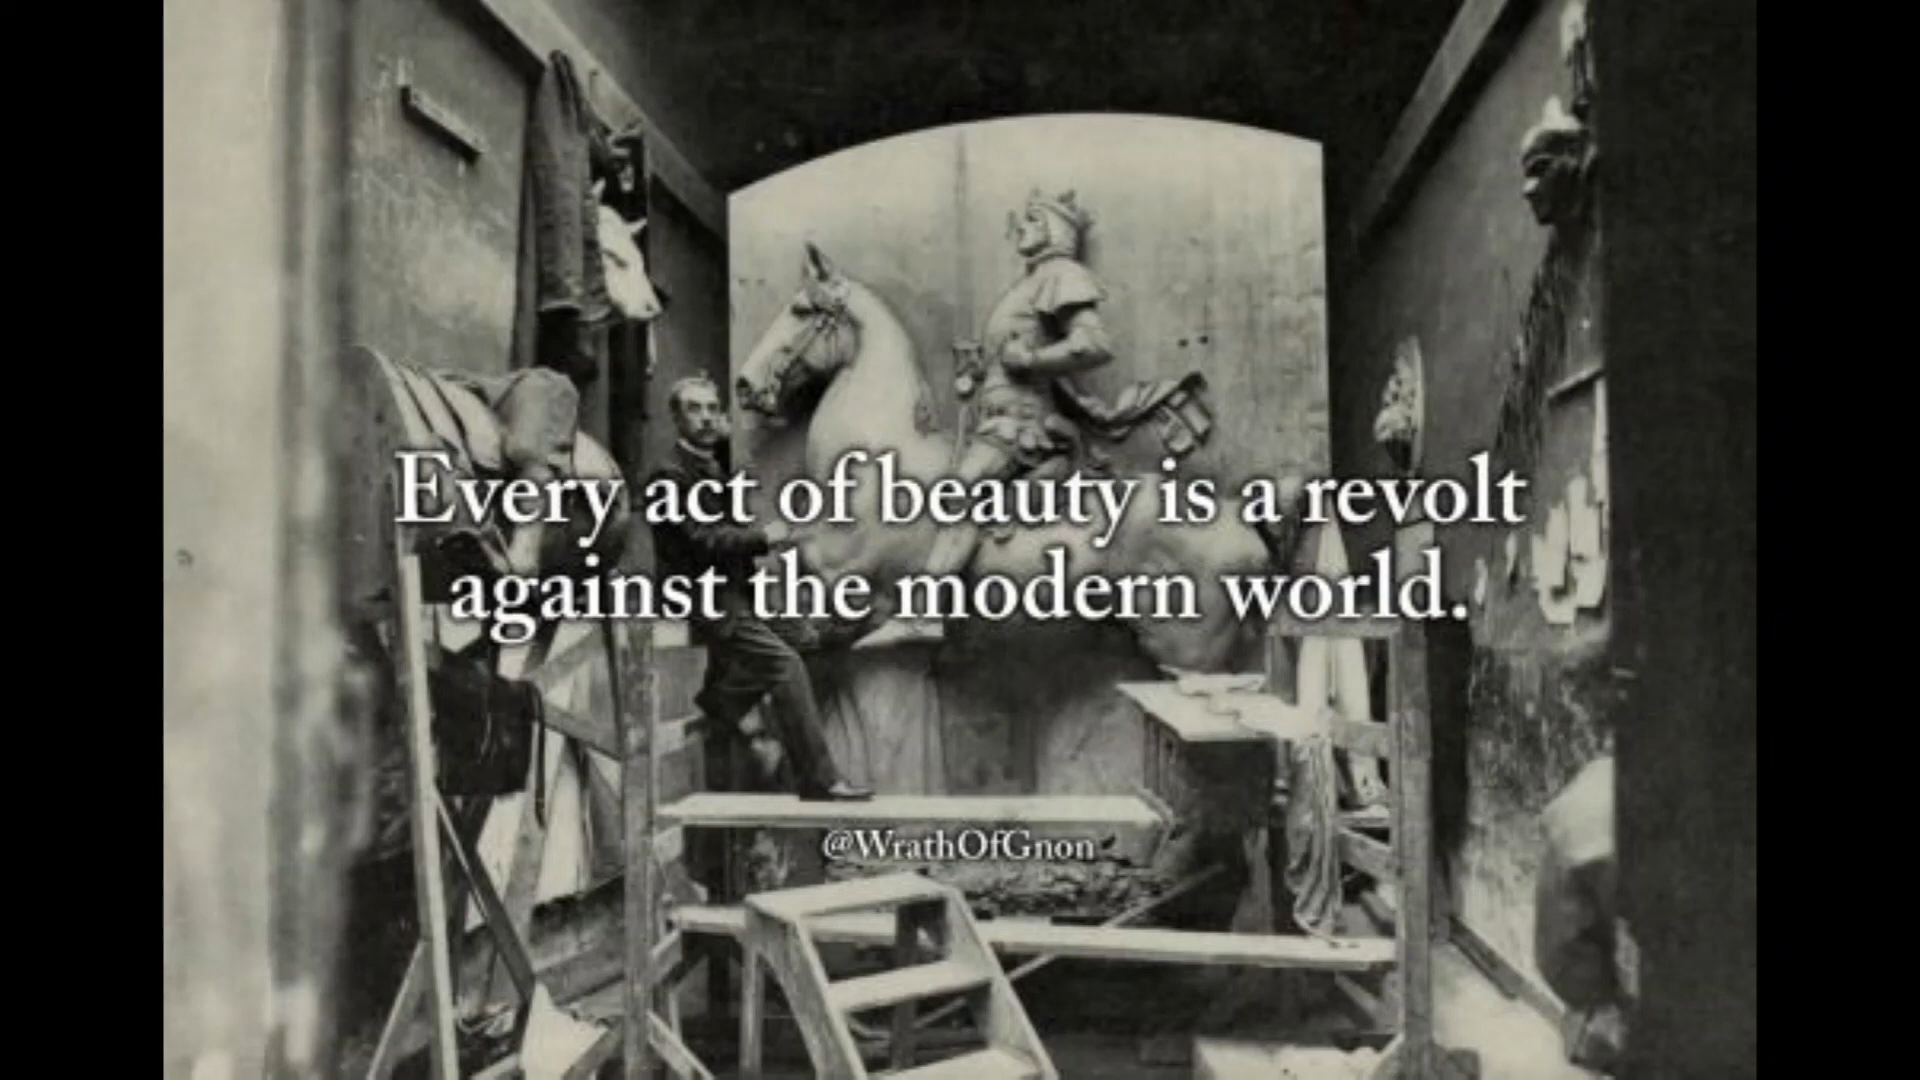 Every act of beauty is a revolt
against the modern world.
@WrathOfGnon